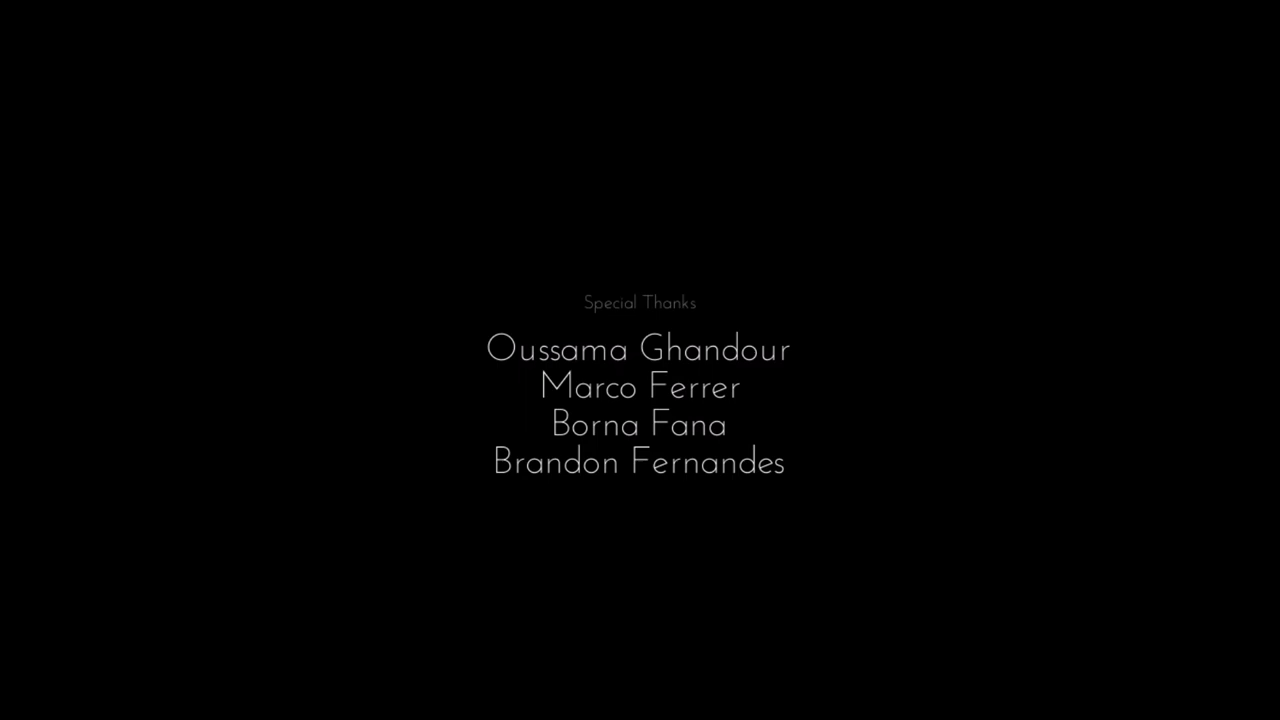 Special Thanks
Oussama Ghandour
Marco Ferrer
Borna Fana
Brandon Fernandes